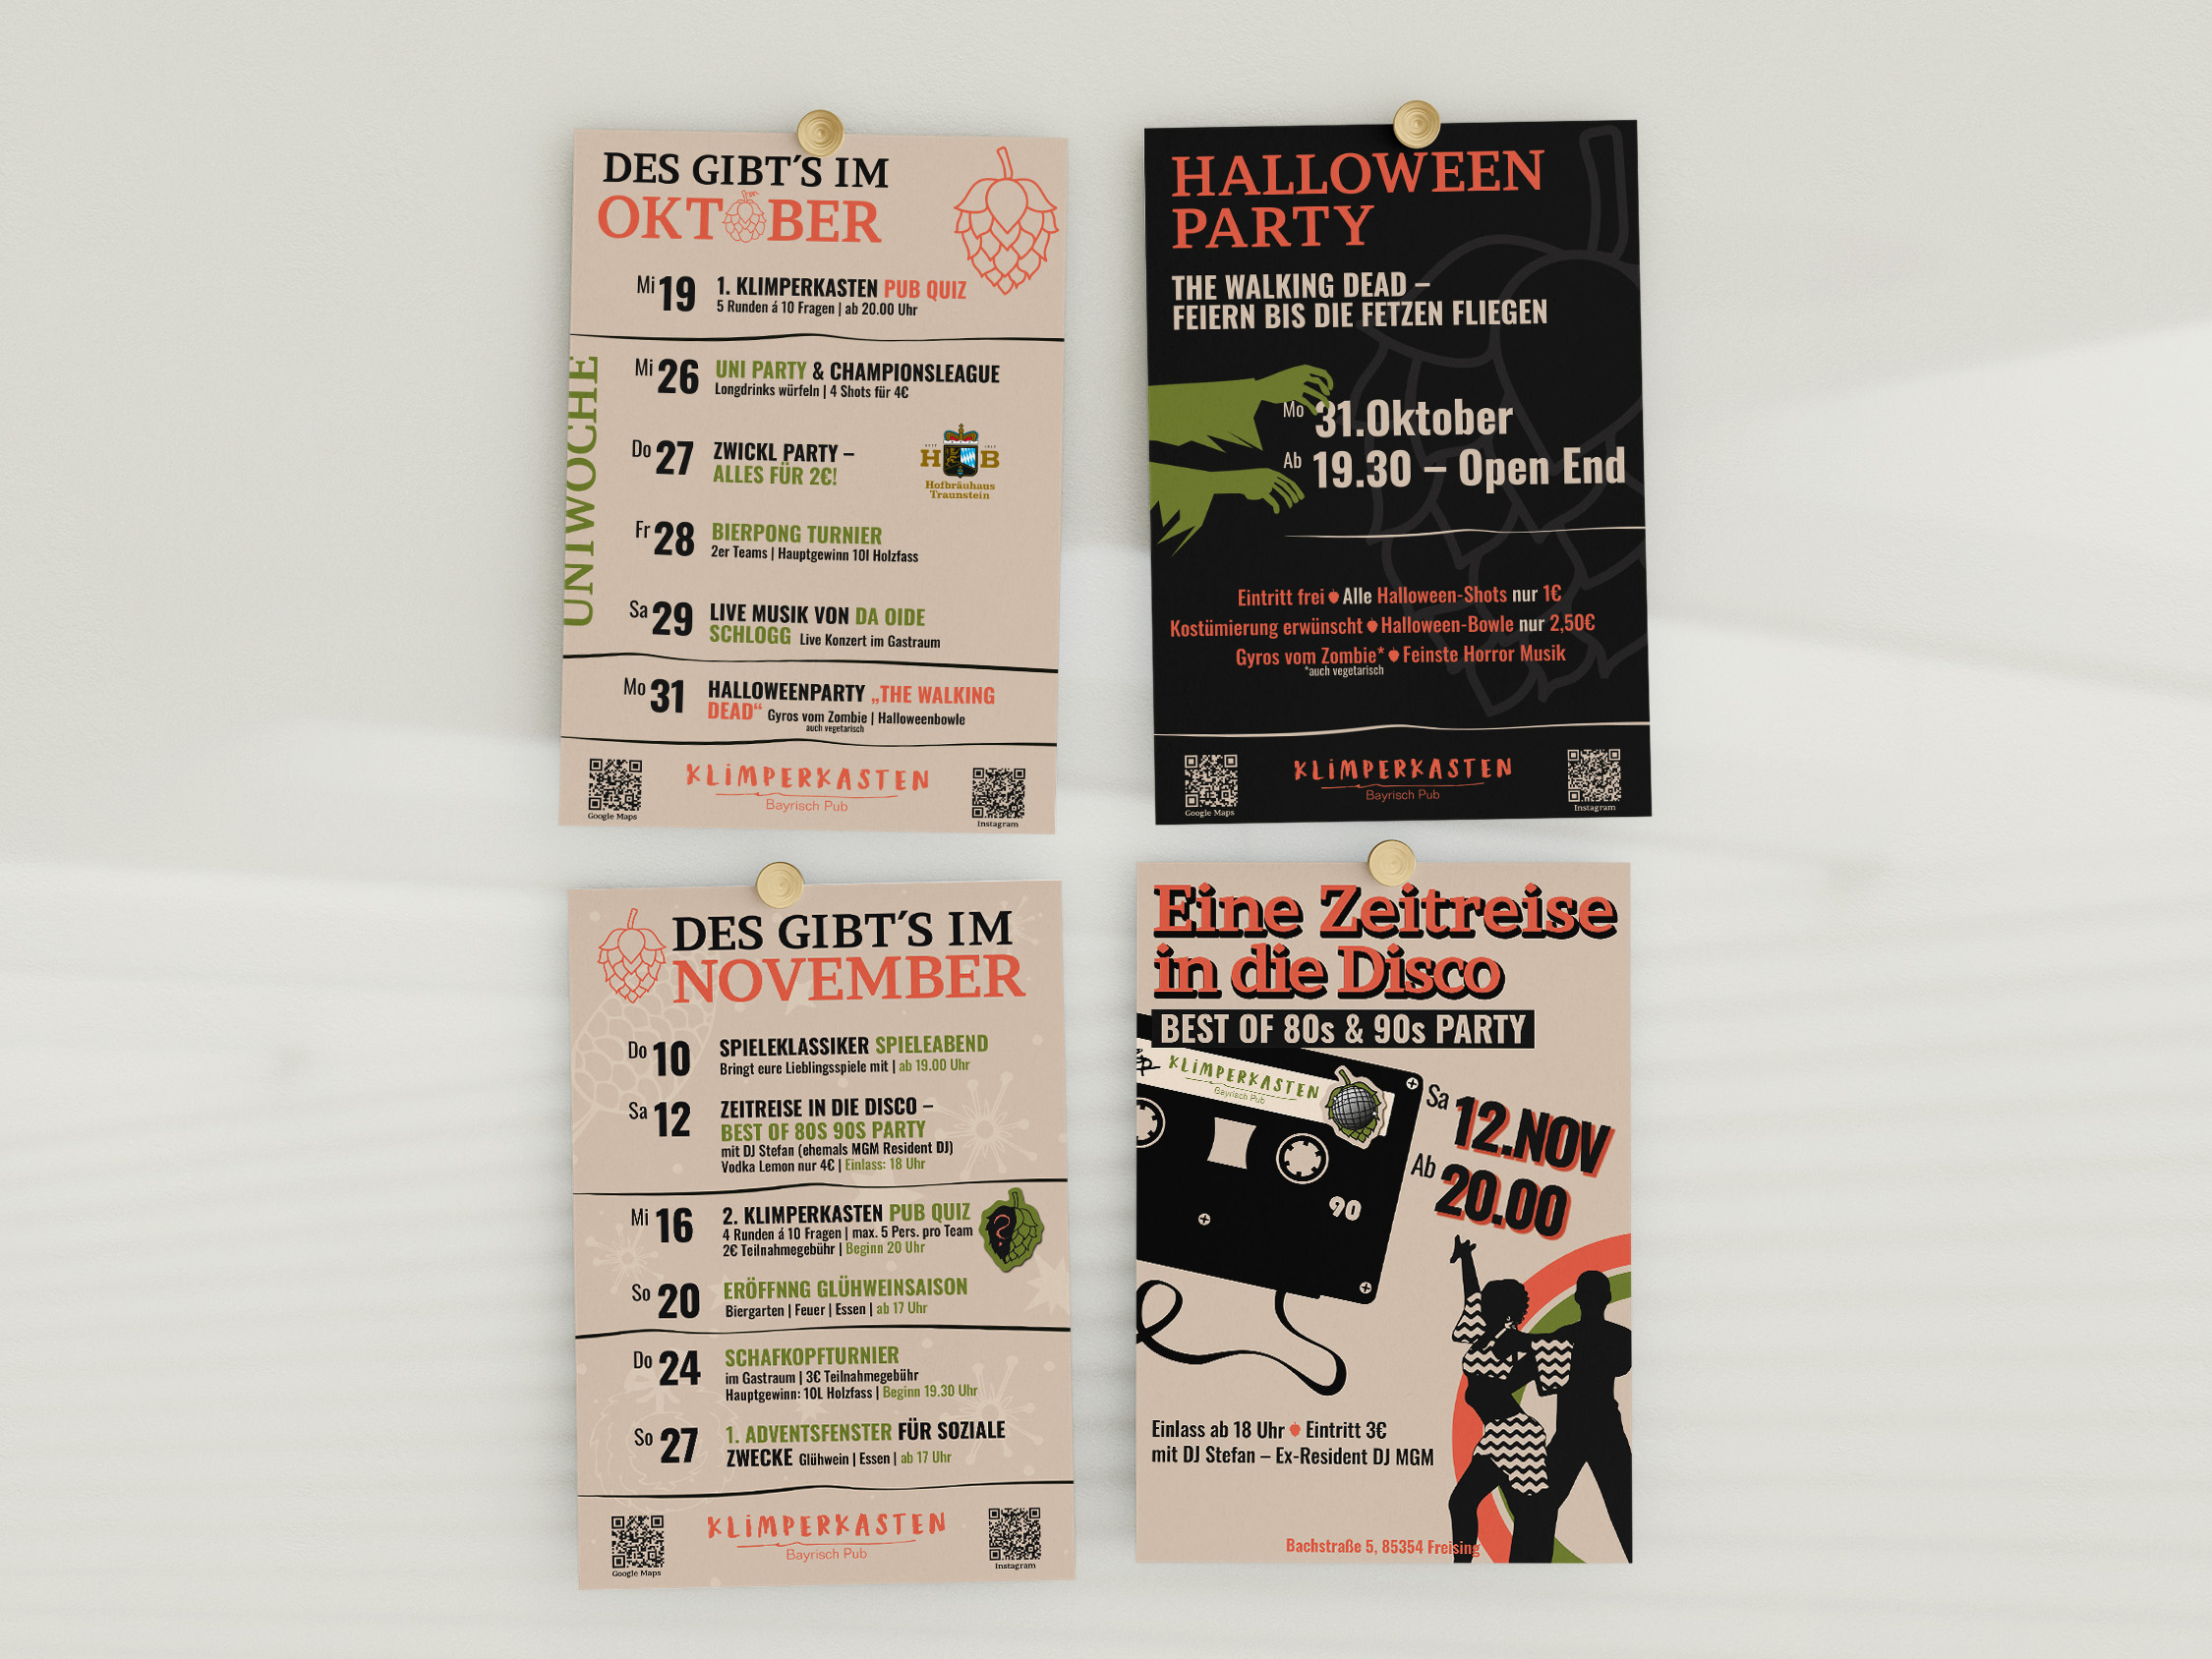 DES GIBT´S IM
OKTOBER
Mi 19 1. KLIMPERKASTEN PUB QUIZ
5 Runden á 10 Fragen | ab 20.00 Uhr
UNIWOCHE
Mi 26 UNI PARTY & CHAMPIONSLEAGUE
Longdrinks würfeln | 4 Shots für 4€
Do 27 ZWICKL PARTY –
ALLES FÜR 2€!
H B
Hofbräuhaus
Traunstein
Fr 28 BIERPONG TURNIER
2er Teams | Hauptgewinn 10l Holzfass
Sa 29 LIVE MUSIK VON DA OIDE
SCHLOGG Live Konzert im Gastraum
Mo 31 HALLOWEENPARTY „THE WALKING
DEAD“ Gyros vom Zombie | Halloweenbowle
auch vegetarisch
KLiMPERKASTEN
Bayrisch Pub
Google Maps
Instagram
HALLOWEEN
PARTY
THE WALKING DEAD –
FEIERN BIS DIE FETZEN FLIEGEN
Mo 31.Oktober
Ab 19.30 – Open End
Eintritt frei Alle Halloween-Shots nur 1€
Kostümierung erwünscht Halloween-Bowle nur 2,50€
Gyros vom Zombie* Feinste Horror Musik
*auch vegetarisch
KLiMPERKASTEN
Bayrisch Pub
Google Maps
Instagram
DES GIBT´S IM
NOVEMBER
Do 10 SPIELEKLASSIKER SPIELEABEND
Bringt eure Lieblingsspiele mit | ab 19.00 Uhr
Sa 12 ZEITREISE IN DIE DISCO –
BEST OF 80S 90S PARTY
mit DJ Stefan (ehemals MGM Resident DJ)
Vodka Lemon nur 4€ | Einlass: 18 Uhr
Mi 16 2. KLIMPERKASTEN PUB QUIZ
4 Runden á 10 Fragen | max. 5 Pers. pro Team
2€ Teilnahmegebühr | Beginn 20 Uhr
?
So 20 ERÖFFNNG GLÜHWEINSAISON
Biergarten | Feuer | Essen | ab 17 Uhr
Do 24 SCHAFKOPFTURNIER
im Gastraum | 3€ Teilnahmegebühr
Hauptgewinn: 10L Holzfass | Beginn 19.30 Uhr
So 27 1. ADVENTSFENSTER FÜR SOZIALE
ZWECKE Glühwein | Essen | ab 17 Uhr
KLiMPERKASTEN
Bayrisch Pub
Google Maps
Instagram
Eine Zeitreise
in die Disco
BEST OF 80s & 90s PARTY
KLiMPERKASTEN
Bayrisch Pub
90
Sa 12.NOV
Ab 20.00
Einlass ab 18 Uhr Eintritt 3€
mit DJ Stefan – Ex-Resident DJ MGM
Bachstraße 5, 85354 Freising